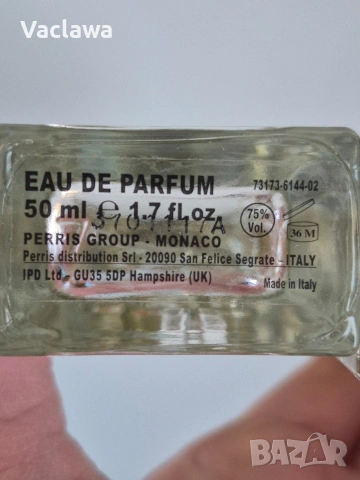 Vaclawa
EAU DE PARFUM 73173-6144-02
50 ml e 1.7 fl.oz. 75% Vol. 36 M
PERRIS GROUP - MONACO
Perris distribution Srl - 20090 San Felice Segrate - ITALY
IPD Ltd - GU35 5DP Hampshire (UK) Made in Italy
BAZAR